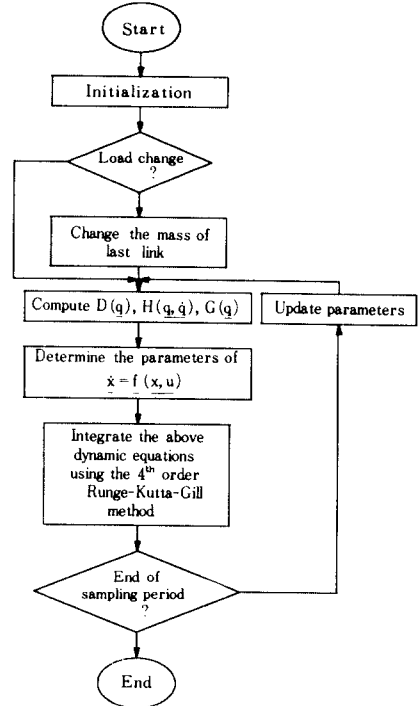 Start
Initialization
Load change
?
Change the mass of
last link
Compute D(q), H(q, q̇), G(q)
Update parameters
Determine the parameters of
ẋ = f (x, u)
Integrate the above
dynamic equations
using the 4th order
Runge-Kutta-Gill
method
End of
sampling period
?
End